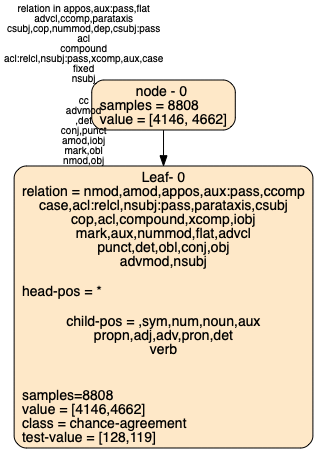 relation in appos,aux:pass,flat
advcl,ccomp,parataxis
csubj,cop,nummod,dep,csubj:pass
acl
compound
acl:relcl,nsubj:pass,xcomp,aux,case
fixed
nsubj
cc
advmod
,det
conj,punct
amod,iobj
mark,obl
nmod,obj
node - 0
samples = 8808
value = [4146, 4662]
Leaf- 0
relation = nmod,amod,appos,aux:pass,ccomp
case,acl:relcl,nsubj:pass,parataxis,csubj
cop,acl,compound,xcomp,iobj
mark,aux,nummod,flat,advcl
punct,det,obl,conj,obj
advmod,nsubj
head-pos = *
child-pos = ,sym,num,noun,aux
propn,adj,adv,pron,det
verb
samples=8808
value = [4146,4662]
class = chance-agreement
test-value = [128,119]